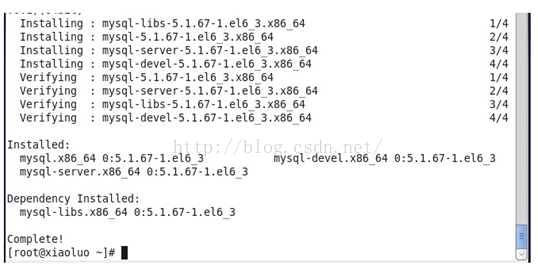 Installing : mysql-libs-5.1.67-1.el6_3.x86_64 1/4
Installing : mysql-5.1.67-1.el6_3.x86_64 2/4
Installing : mysql-server-5.1.67-1.el6_3.x86_64 3/4
Installing : mysql-devel-5.1.67-1.el6_3.x86_64 4/4
Verifying : mysql-5.1.67-1.el6_3.x86_64 1/4
Verifying : mysql-server-5.1.67-1.el6_3.x86_64 2/4
Verifying : mysql-libs-5.1.67-1.el6_3.x86_64 3/4
Verifying : mysql-devel-5.1.67-1.el6_3.x86_64 4/4
http://blog.csdn.net/
Installed:
mysql.x86_64 0:5.1.67-1.el6_3 mysql-devel.x86_64 0:5.1.67-1.el6_3
mysql-server.x86_64 0:5.1.67-1.el6_3
Dependency Installed:
mysql-libs.x86_64 0:5.1.67-1.el6_3
Complete!
[root@xiaoluo ~]#